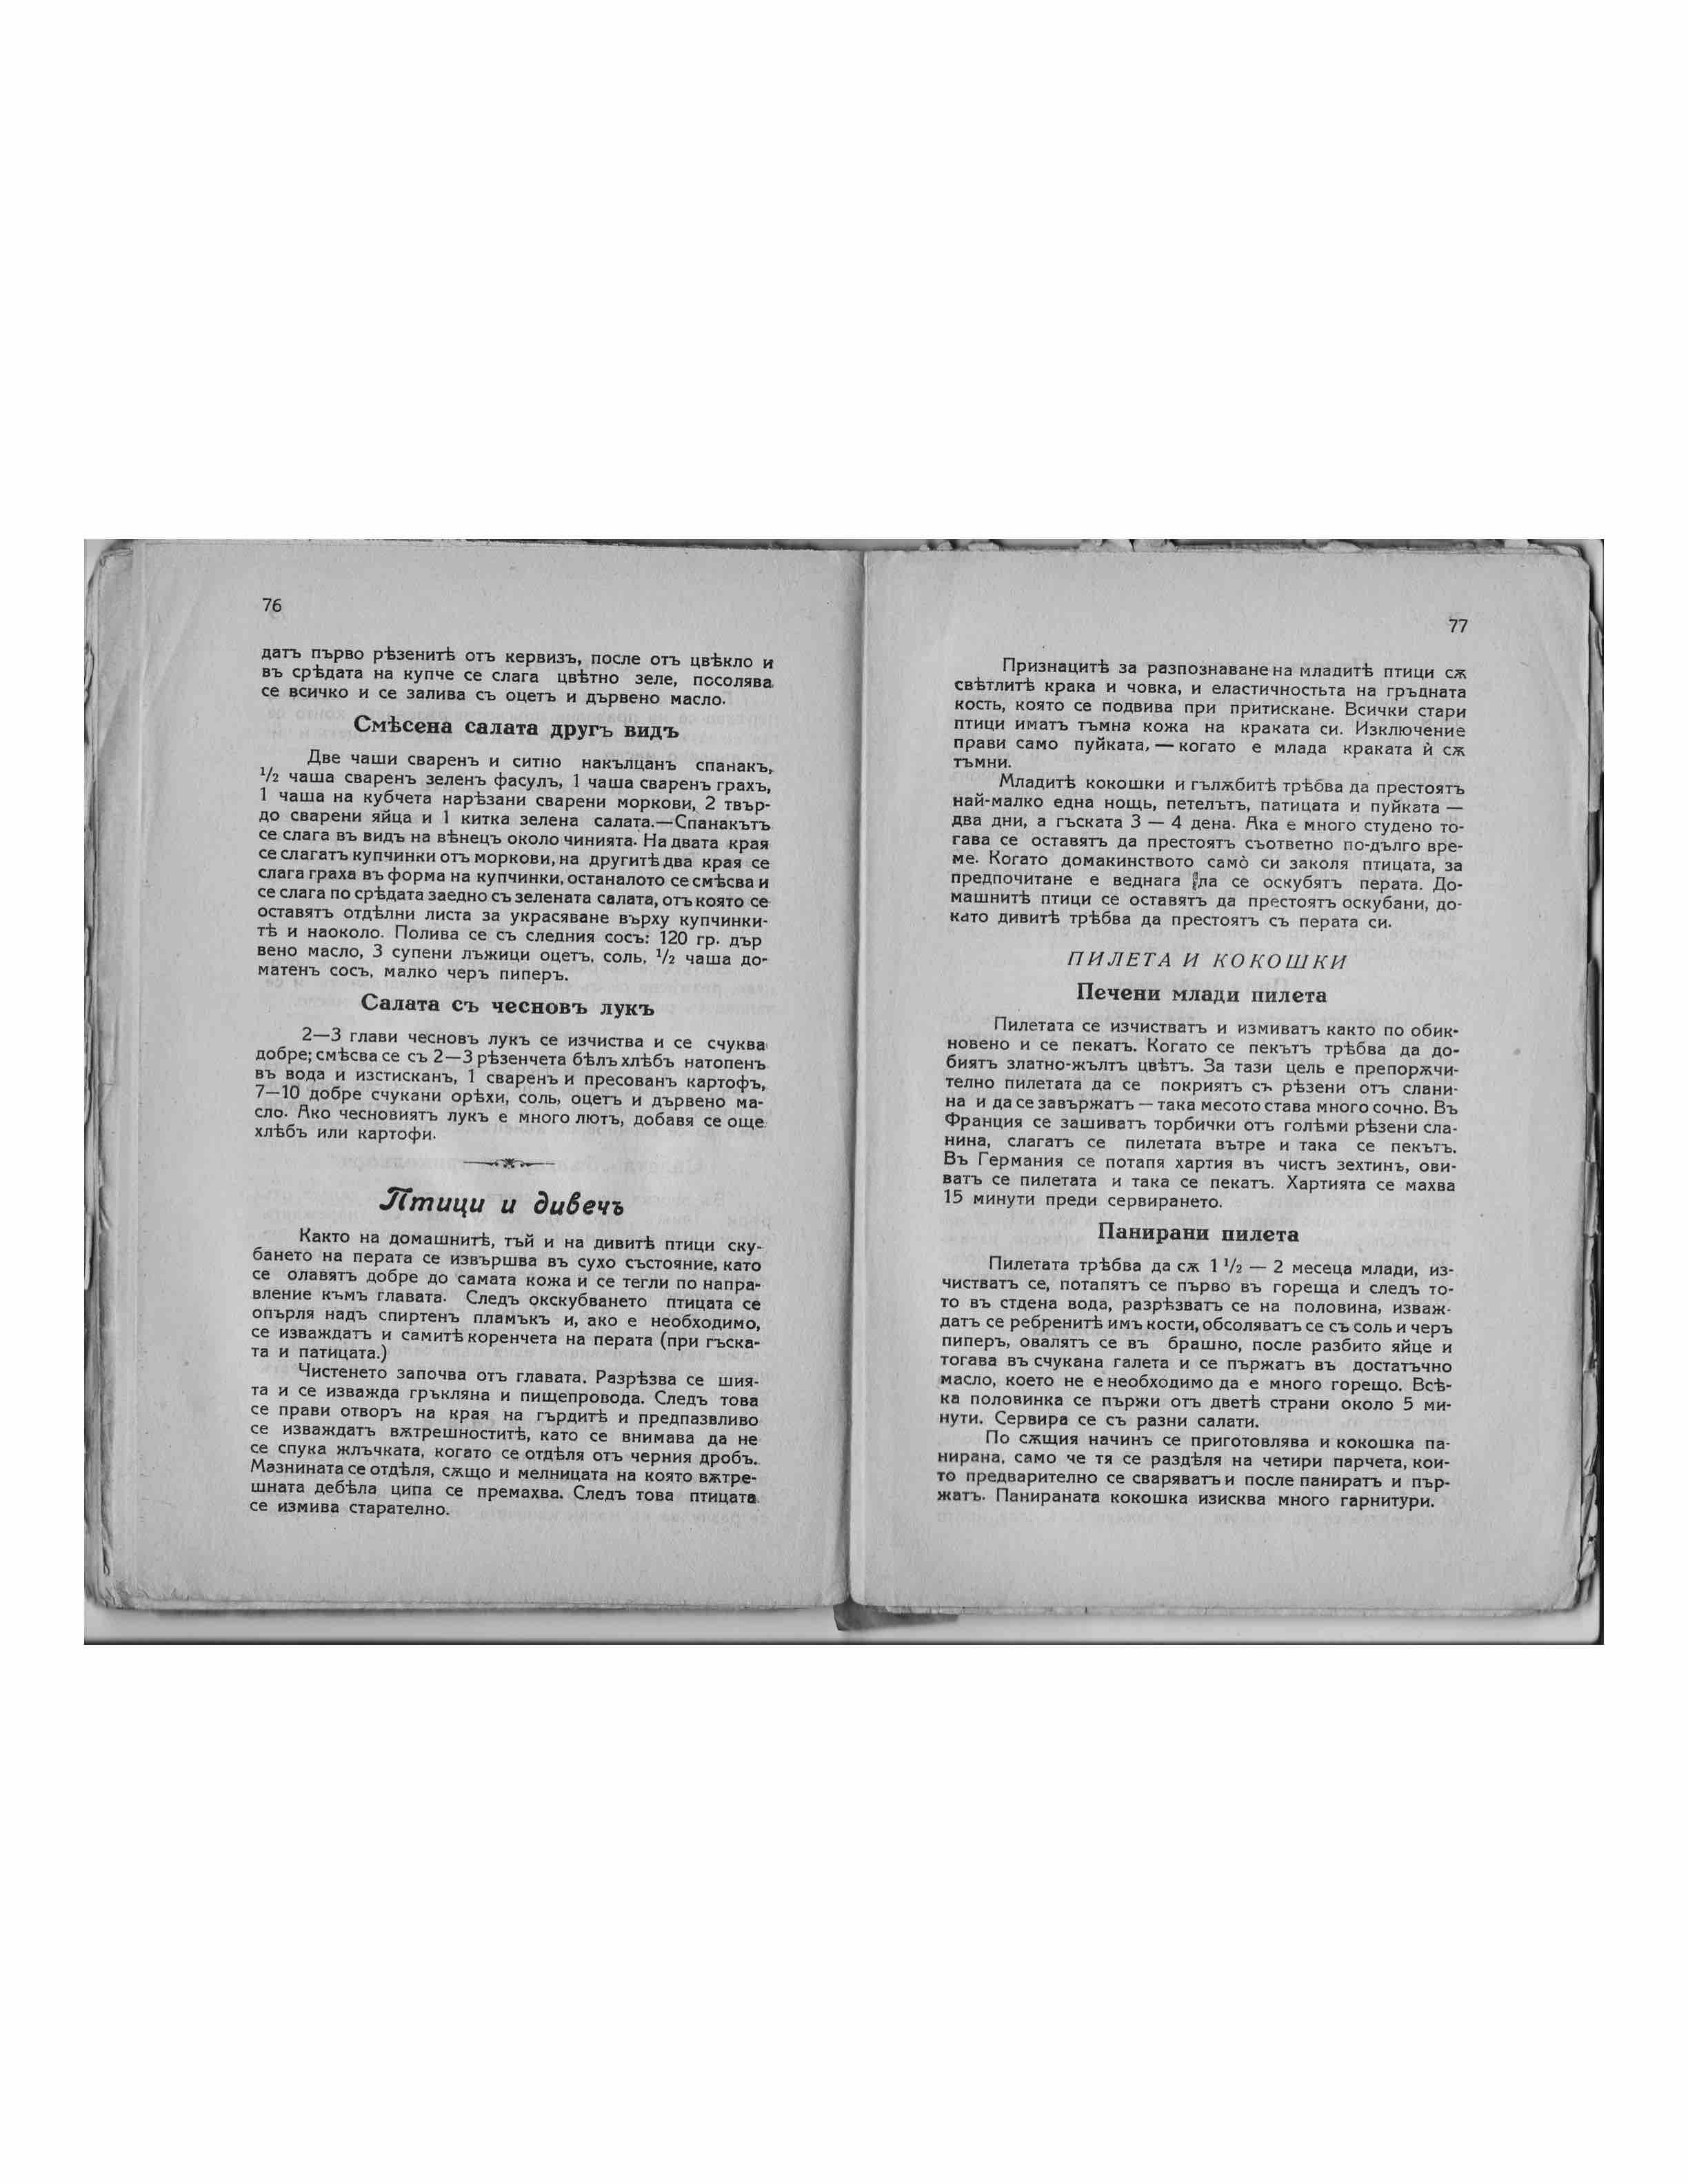 76
датъ първо рѣзенитѣ отъ кервизъ, после отъ цвѣкло и
въ срѣдата на купче се слага цвѣтно зеле, посолява
се всичко и се залива съ оцетъ и дървено масло.
Смѣсена салата другъ видъ
Две чаши сваренъ и ситно накълцанъ спанакъ,
½ чаша сваренъ зеленъ фасулъ, 1 чаша сваренъ грахъ,
1 чаша на кубчета нарѣзани сварени моркови, 2 твър-
до сварени яйца и 1 китка зелена салата.—Спанакътъ
се слага въ видъ на вѣнецъ около чинията. На двата края
се слагатъ купчинки отъ моркови, на другитѣ два края се
слага граха въ форма на купчинки, останалото се смѣсва и
се слага по срѣдата заедно съ зелената салата, отъ която се
оставятъ отдѣлни листа за украсяване върху купчинки-
тѣ и наоколо. Полива се съ следния сосъ: 120 гр. дър
вено масло, 3 супени лъжици оцетъ, соль, ½ чаша до-
матенъ сосъ, малко черъ пиперъ.
Салата съ чесновъ лукъ
2—3 глави чесновъ лукъ се изчиства и се счуква
добре; смѣсва се съ 2—3 рѣзенчета бѣлъ хлѣбъ натопенъ
въ вода и изстисканъ, 1 сваренъ и пресованъ картофъ,
7—10 добре счукани орѣхи, соль, оцетъ и дървено ма-
сло. Ако чесновиятъ лукъ е много лютъ, добавя се още
хлѣбъ или картофи.
Птици и дивечъ
Както на домашнитѣ, тъй и на дивитѣ птици ску-
бането на перата се извършва въ сухо състояние, като
се олавятъ добре до самата кожа и се тегли по напра-
вление къмъ главата. Следъ окскубването птицата се
опърля надъ спиртенъ пламъкъ и, ако е необходимо,
се изваждатъ и самитѣ коренчета на перата (при гъска-
та и патицата.)
Чистенето започва отъ главата. Разрѣзва се шия-
та и се изважда гръкляна и пищепровода. Следъ това
се прави отворъ на края на гърдитѣ и предпазвливо
се изваждатъ вѫтрешноститѣ, като се внимава да не
се спука жлъчката, когато се отдѣля отъ черния дробъ.
Мазнината се отдѣля, сѫщо и мелницата на която вѫтре-
шната дебѣла ципа се премахва. Следъ това птицата
се измива старателно.
77
Признацитѣ за разпознаване на младитѣ птици сѫ
свѣтлитѣ крака и човка, и еластичностьта на гръдната
кость, която се подвива при притискане. Всички стари
птици иматъ тъмна кожа на краката си. Изключение
прави само пуйката, — когато е млада краката ѝ сѫ
тъмни.
Младитѣ кокошки и гълѫбитѣ трѣбва да престоятъ
най-малко една нощь, петелътъ, патицата и пуйката —
два дни, а гъската 3 — 4 дена. Ака е много студено то-
гава се оставятъ да престоятъ съответно по-дълго вре-
ме. Когато домакинството само̀ си заколя птицата, за
предпочитане е веднага да се оскубятъ перата. До-
машнитѣ птици се оставятъ да престоятъ оскубани, до-
като дивитѣ трѣбва да престоятъ съ перата си.
ПИЛЕТА И КОКОШКИ
Печени млади пилета
Пилетата се изчистватъ и измиватъ както по обик-
новено и се пекатъ. Когато се пекътъ трѣбва да до-
биятъ златно-жълтъ цвѣтъ. За тази цель е препорѫчи-
телно пилетата да се покриятъ съ рѣзени отъ слани-
на и да се завържатъ — така месото става много сочно. Въ
Франция се зашиватъ торбички отъ голѣми рѣзени сла-
нина, слагатъ се пилетата вътре и така се пекътъ.
Въ Германия се потапя хартия въ чистъ зехтинъ, ови-
ватъ се пилетата и така се пекатъ. Хартията се махва
15 минути преди сервирането.
Панирани пилета
Пилетата трѣбва да сѫ 1 ½ — 2 месеца млади, из-
чистватъ се, потапятъ се първо въ гореща и следъ то-
то въ стдена вода, разрѣзватъ се на половина, изваж-
датъ се ребренитѣ имъ кости, обсоляватъ се съ соль и черъ
пиперъ, овалятъ се въ брашно, после разбито яйце и
тогава въ счукана галета и се пържатъ въ достатъчно
масло, което не е необходимо да е много горещо. Всѣ-
ка половинка се пържи отъ дветѣ страни около 5 ми-
нути. Сервира се съ разни салати.
По сѫщия начинъ се приготовлява и кокошка па-
нирана, само че тя се раздѣля на четири парчета, кои-
то предварително се сваряватъ и после паниратъ и пър-
жатъ. Панираната кокошка изисква много гарнитури.